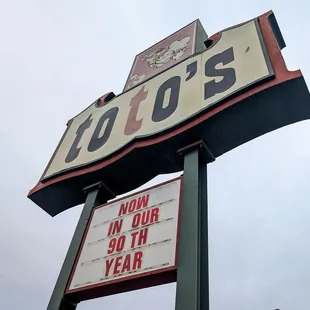 toto's
NOW
IN OUR
90 TH
YEAR